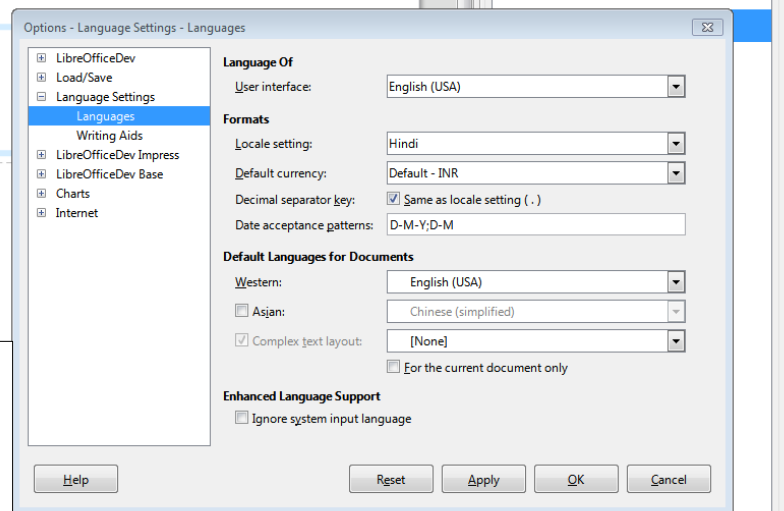 Options - Language Settings - Languages
LibreOfficeDev
Load/Save
Language Settings
Languages
Writing Aids
LibreOfficeDev Impress
LibreOfficeDev Base
Charts
Internet
Language Of
User interface: English (USA)
Formats
Locale setting: Hindi
Default currency: Default - INR
Decimal separator key: Same as locale setting ( . )
Date acceptance patterns: D-M-Y;D-M
Default Languages for Documents
Western: English (USA)
Asian: Chinese (simplified)
Complex text layout: [None]
For the current document only
Enhanced Language Support
Ignore system input language
Help Reset Apply OK Cancel